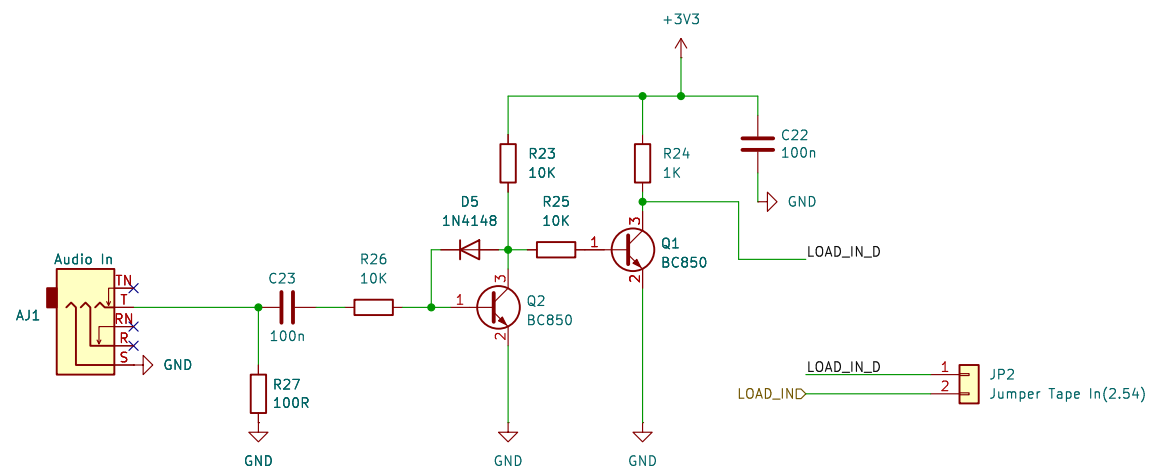 +3V3
R23
10K
R24
1K
C22
100n
GND
D5
1N4148
R25
10K
3
1
2
Q1
BC850
LOAD_IN_D
Audio In
AJ1
TN
T
RN
R
S
GND
C23
100n
R26
10K
1
3
2
Q2
BC850
R27
100R
GND
GND
GND
LOAD_IN_D
LOAD_IN
1
2
JP2
Jumper Tape In(2.54)